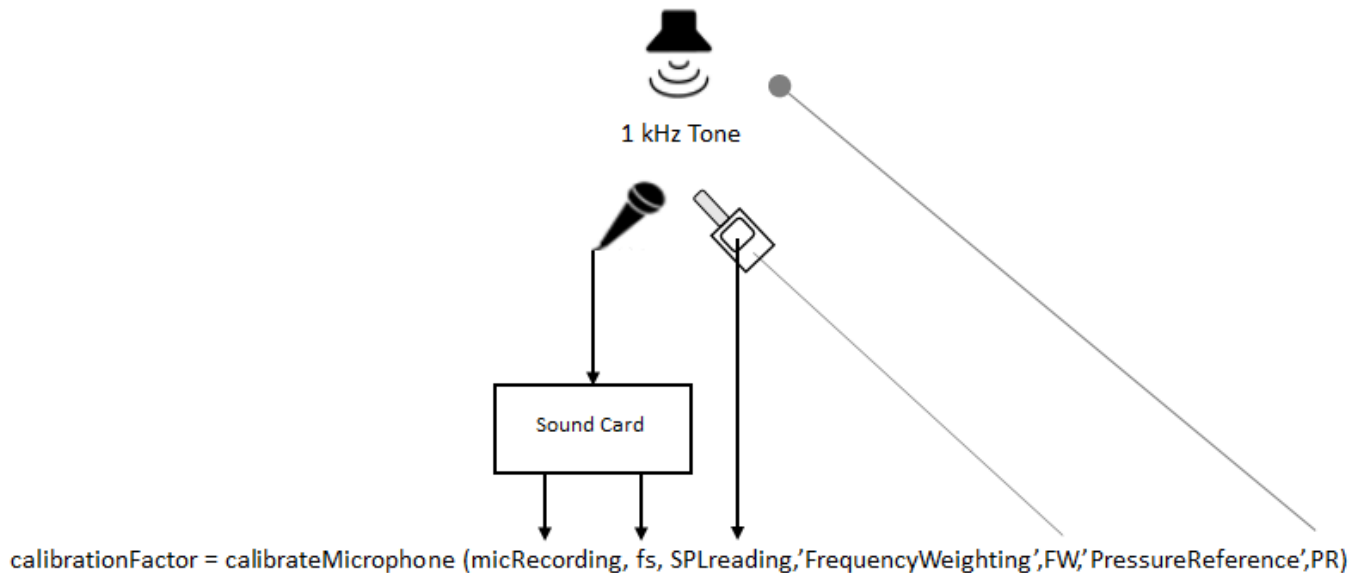 1 kHz Tone
Sound Card
calibrationFactor = calibrateMicrophone (micRecording, fs, SPLreading,’FrequencyWeighting’,FW,’PressureReference’,PR)